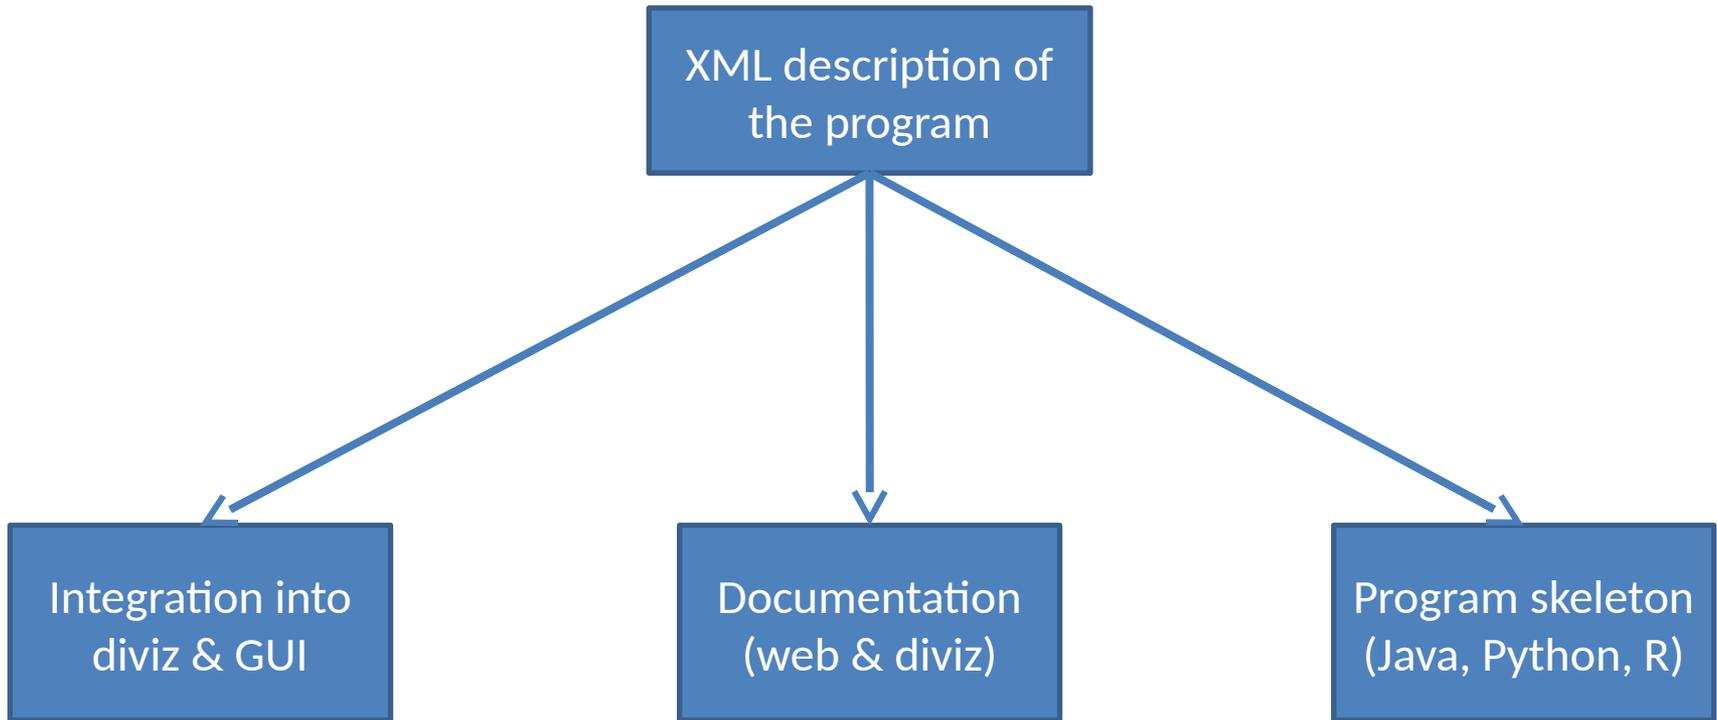 XML description of
the program
Integration into
diviz & GUI
Documentation
(web & diviz)
Program skeleton
(Java, Python, R)